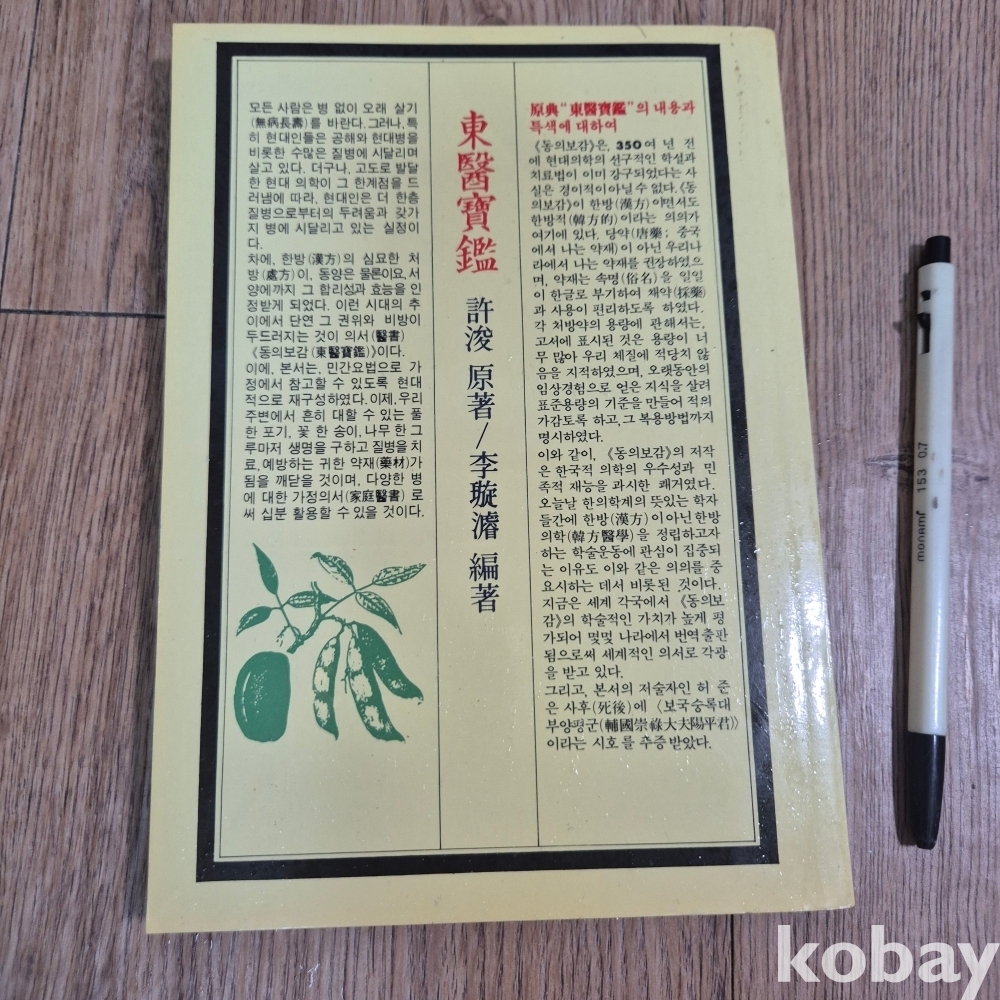 모든 사람은 병 없이 오래 살기
(無病長壽)를 바란다. 그러나, 특
히 현대인들은 공해와 현대병을
비롯한 수많은 질병에 시달리며
살고 있다. 더구나, 고도로 발달
한 현대 의학이 그 한계점을 드
러냄에 따라, 현대인은 더 한층
질병으로부터의 두려움과 갖가
지 병에 시달리고 있는 실정이
다.
차에, 한방(漢方)의 심묘한 처
방(處方)이, 동양은 물론이요, 서
양에까지 그 합리성과 효능을 인
정받게 되었다. 이런 시대의 추
이에서 단연 그 권위와 비방이
두드러지는 것이 의서(醫書)
《동의보감(東醫寶鑑)》이다.
이에, 본서는, 민간요법으로 가
정에서 참고할 수 있도록 현대
적으로 재구성하였다. 이제, 우리
주변에서 흔히 대할 수 있는 풀
한 포기, 꽃 한 송이, 나무 한 그
루마저 생명을 구하고 질병을 치
료, 예방하는 귀한 약재(藥材)가
됨을 깨닫을 것이며, 다양한 병
에 대한 가정의서(家庭醫書)로
써 십분 활용할 수 있을 것이다.
東醫寶鑑
許浚 原著/李璇濬 編著
原典 “東醫寶鑑”의 내용과
특색에 대하여
《동의보감》은, 350여 년 전
에 현대의학의 선구적인 학설과
치료법이 이미 강구되었다는 사
실은 경이적이아닐 수 없다.《동
의보감》이 한방(漢方)이면서도
한방적(韓方的)이라는 의의가
여기에 있다. 당약(唐藥; 중국
에서 나는 약재)이 아닌 우리나
라에서 나는 약재를 권장하였으
며, 약재는 속명(俗名)을 일일
이 한글로 부기하여 채약(採藥)
과 사용이 편리하도록 하였다.
각 처방약의 용량에 관해서는,
고서에 표시된 것은 용량이 너
무 많아 우리 체질에 적당치 않
음을 지적하였으며, 오랫동안의
임상경험으로 얻은 지식을 살려
표준용량의 기준을 만들어 적의
가감토록 하고, 그 복용방법까지
명시하였다.
이와 같이, 《동의보감》의 저작
은 한국적 의학의 우수성과 민
족적 재능을 과시한 쾌거였다.
오늘날 한의학계의 뜻있는 학자
들간에 한방(漢方)이 아닌한방
의학(韓方醫學)을 정립하고자
하는 학술운동에 관심이 집중되
는 이유도 이와 같은 의의를 중
요시하는 데서 비롯된 것이다.
지금은 세계 각국에서 《동의보
감》의 학술적인 가치가 높게 평
가되어 몇몇 나라에서 번역출판
됨으로써 세계적인 의서로 각광
을 받고 있다.
그리고, 본서의 저술자인 허 준
은 사후(死後)에 〈보국숭록대
부양평군(輔國崇祿大夫陽平君)〉
이라는 시호를 추증받았다.
monami 153 0.7
kobay